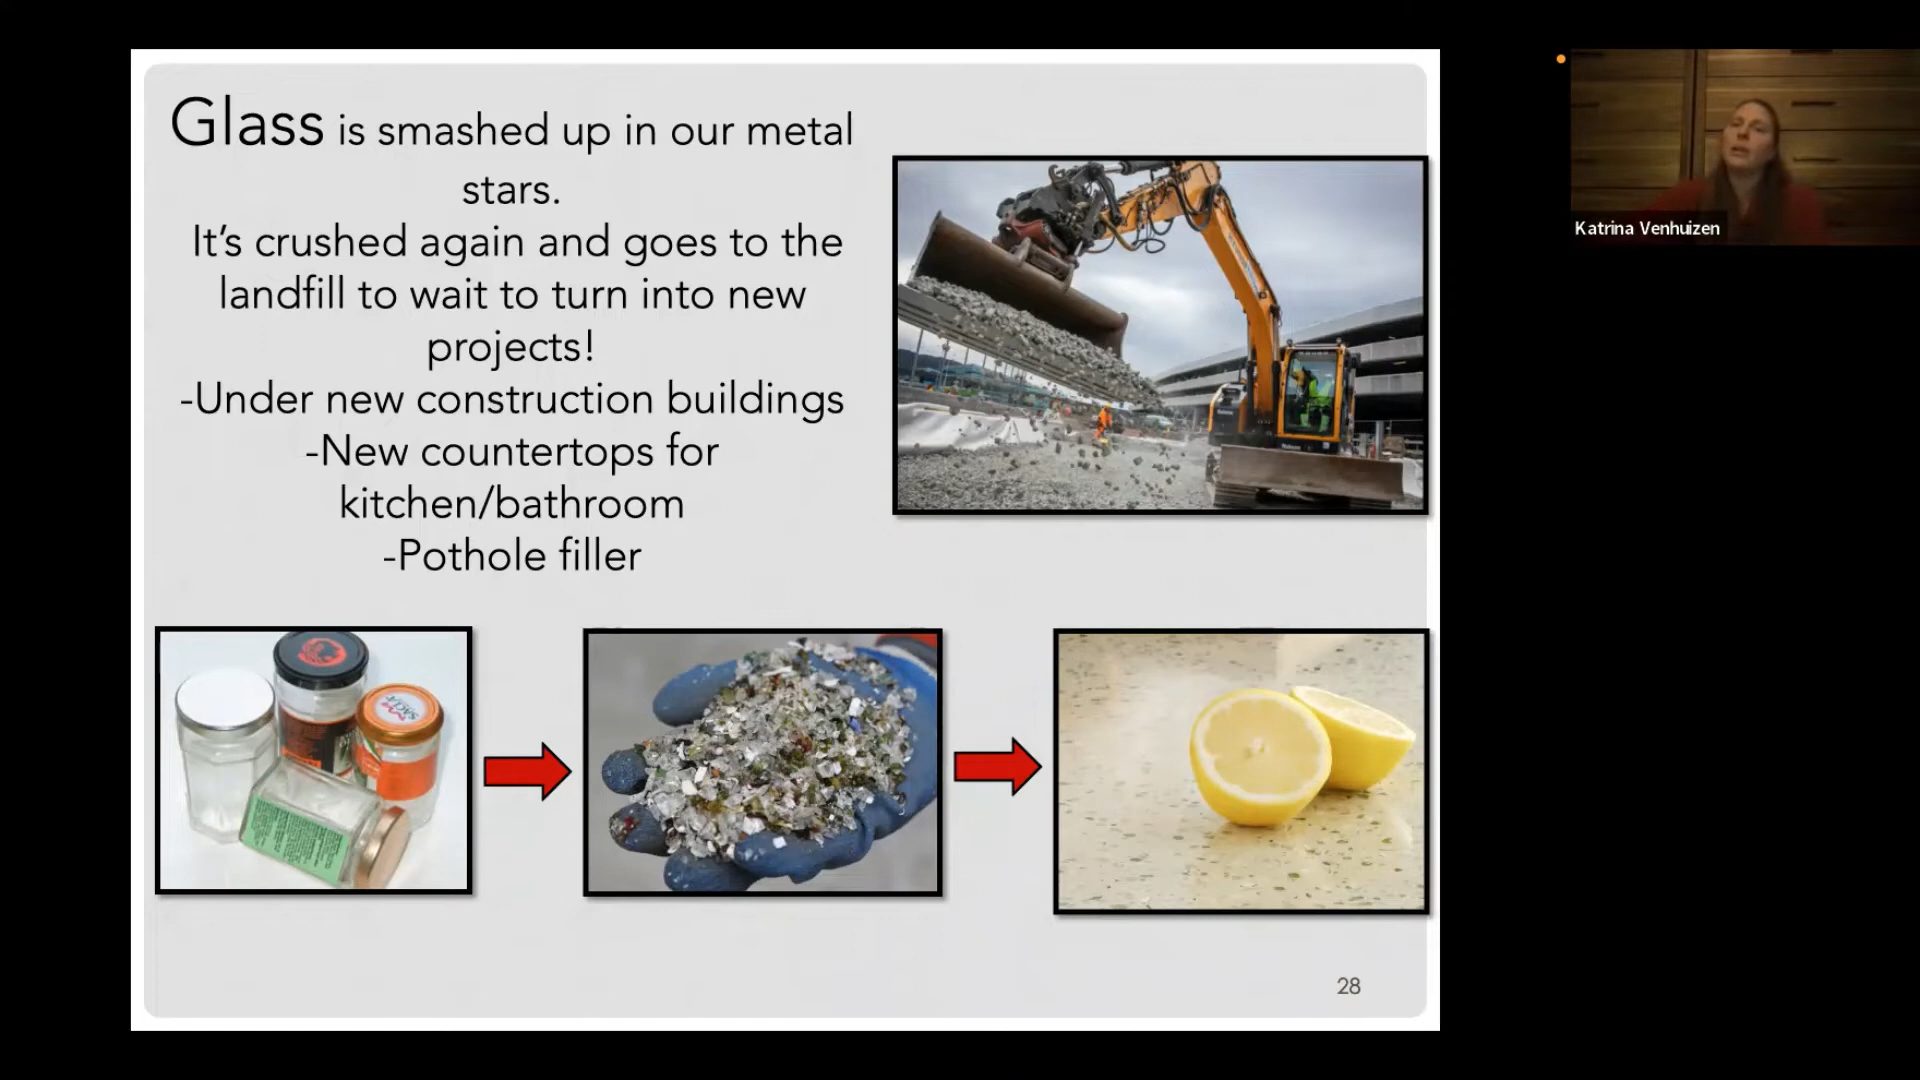 Glass is smashed up in our metal
stars.
It’s crushed again and goes to the
landfill to wait to turn into new
projects!
-Under new construction buildings
-New countertops for
kitchen/bathroom
-Pothole filler
Katrina Venhuizen
28